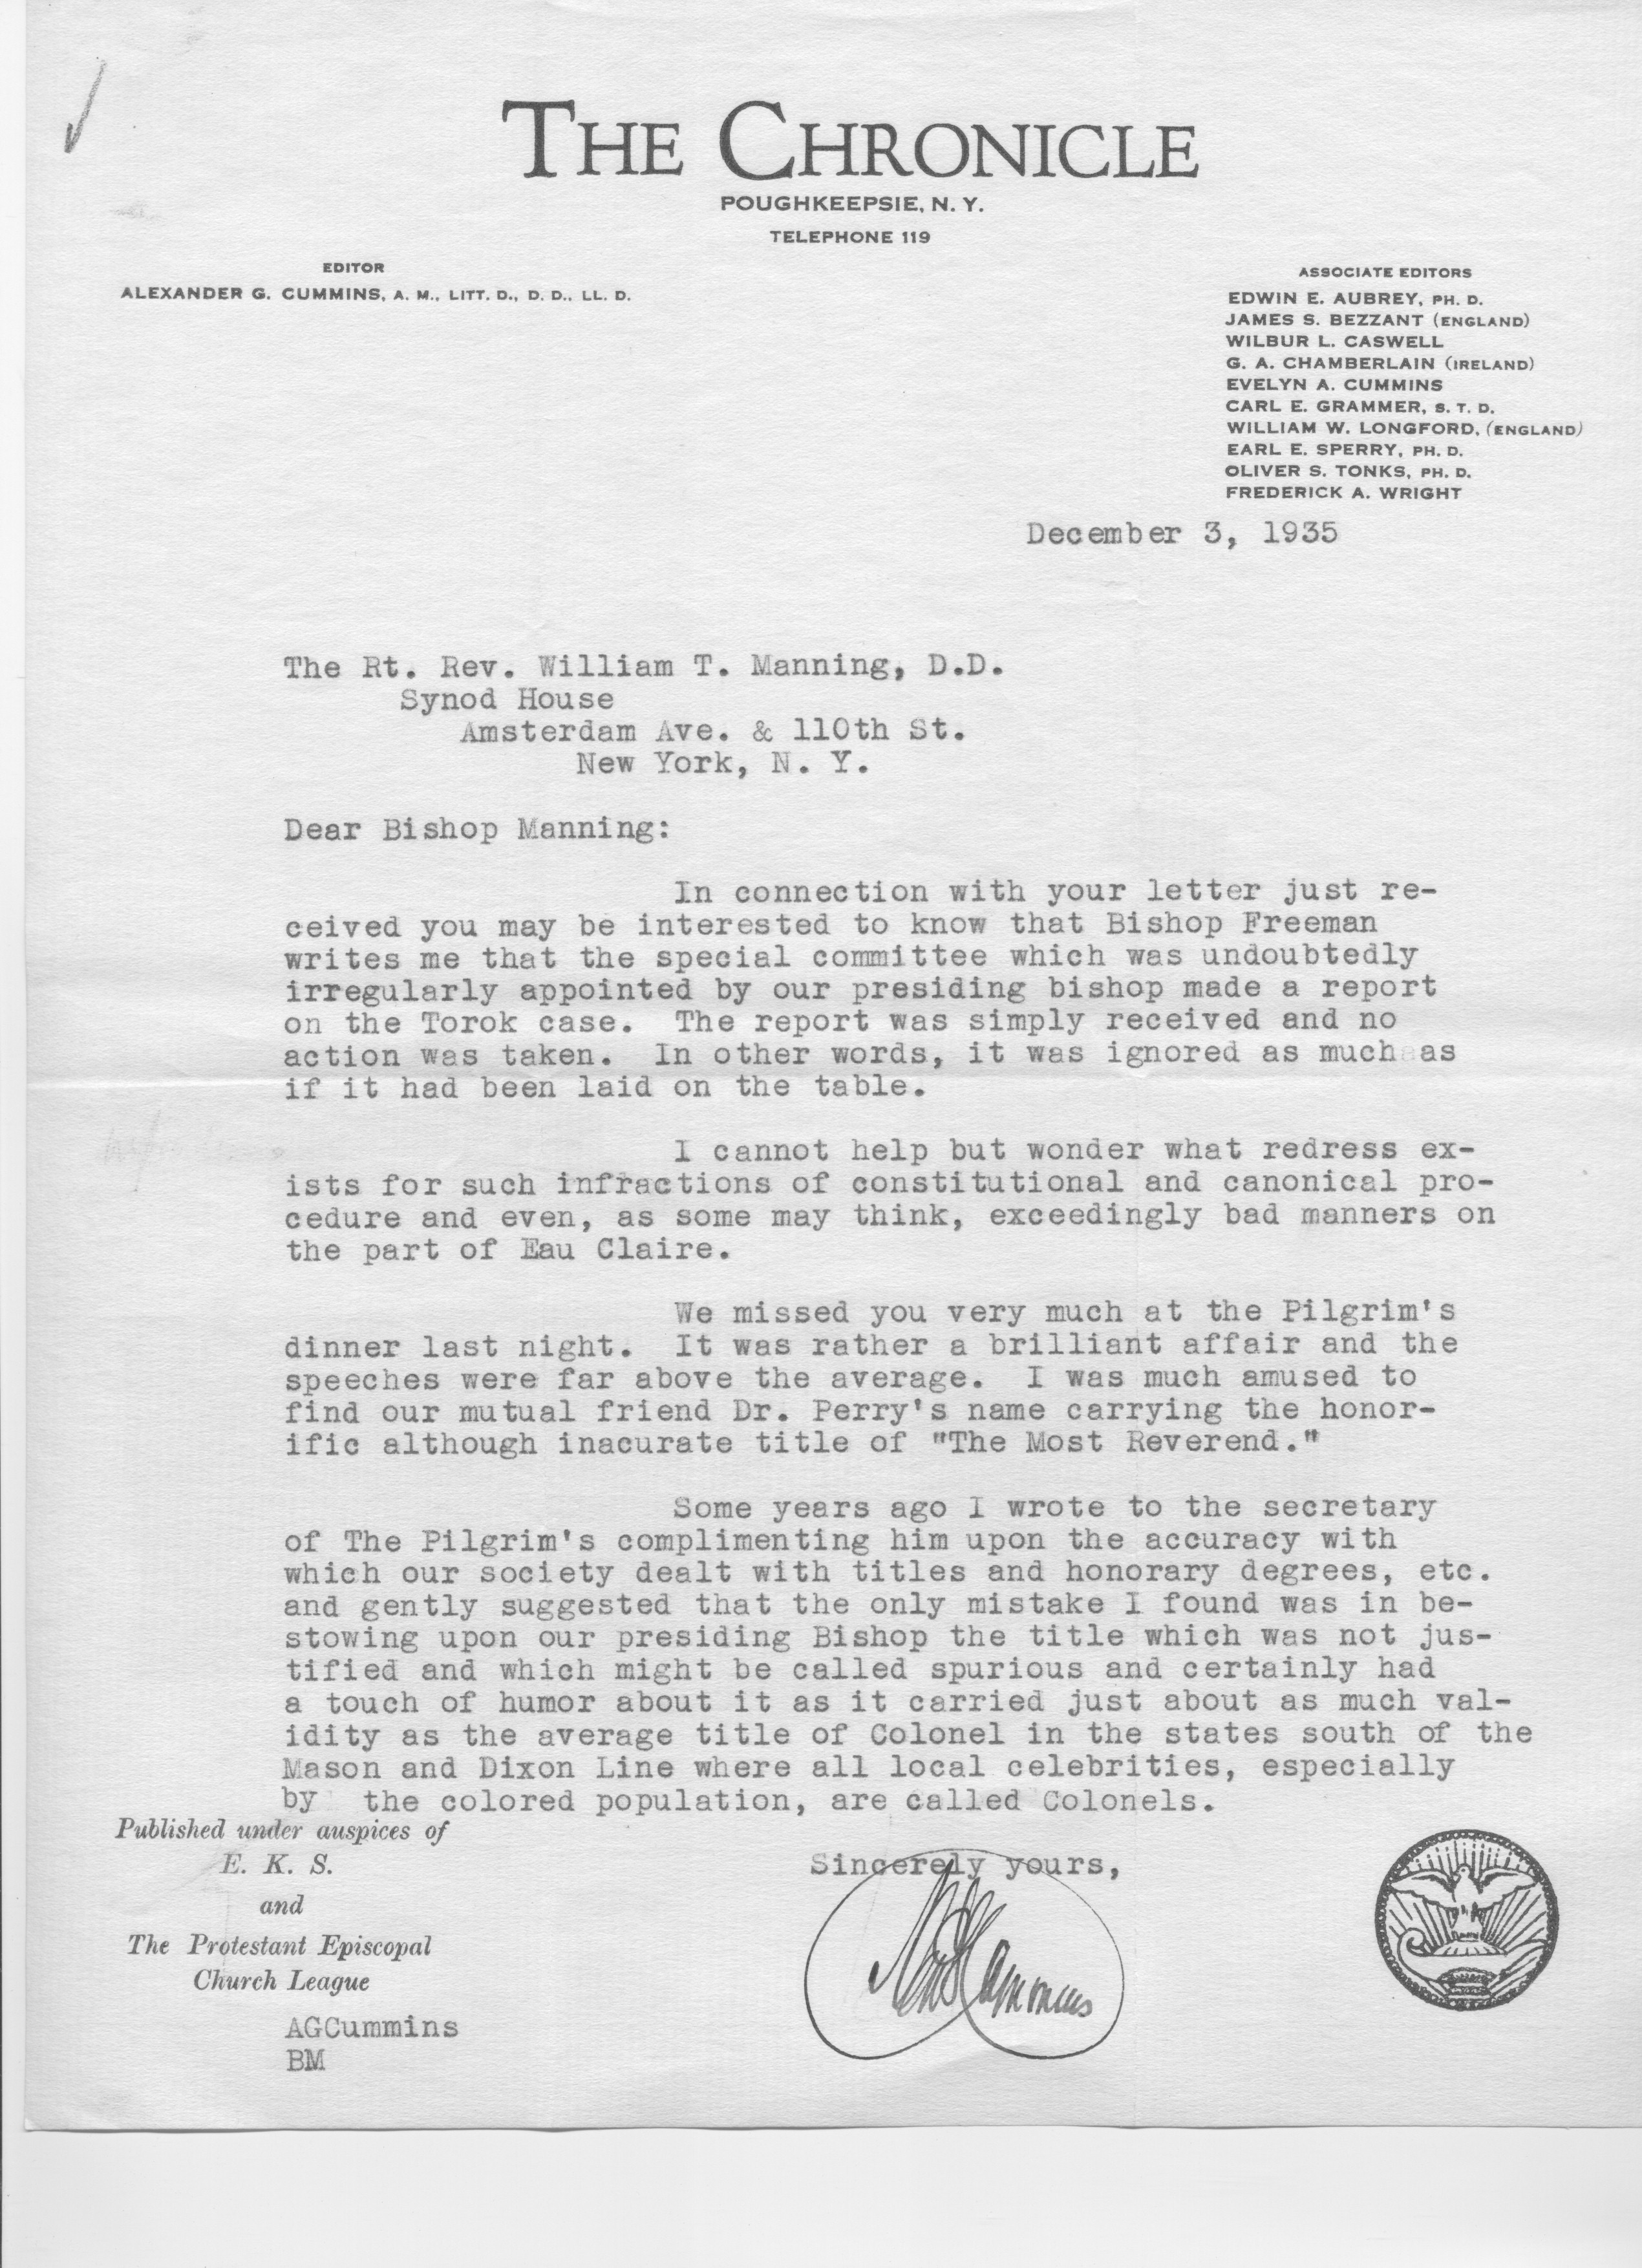 THE CHRONICLE
POUGHKEEPSIE, N. Y.
TELEPHONE 119
EDITOR
ALEXANDER G. CUMMINS, A. M., LITT. D., D. D., LL. D.
ASSOCIATE EDITORS
EDWIN E. AUBREY, PH. D.
JAMES S. BEZZANT (ENGLAND)
WILBUR L. CASWELL
G. A. CHAMBERLAIN (IRELAND)
EVELYN A. CUMMINS
CARL E. GRAMMER, S. T. D.
WILLIAM W. LONGFORD, (ENGLAND)
EARL E. SPERRY, PH. D.
OLIVER S. TONKS, PH. D.
FREDERICK A. WRIGHT
December 3, 1935
The Rt. Rev. William T. Manning, D.D.
Synod House
Amsterdam Ave. & 110th St.
New York, N. Y.
Dear Bishop Manning:
In connection with your letter just re-
ceived you may be interested to know that Bishop Freeman
writes me that the special committee which was undoubtedly
irregularly appointed by our presiding bishop made a report
on the Torok case. The report was simply received and no
action was taken. In other words, it was ignored as much as
if it had been laid on the table.
I cannot help but wonder what redress ex-
ists for such infractions of constitutional and canonical pro-
cedure and even, as some may think, exceedingly bad manners on
the part of Eau Claire.
We missed you very much at the Pilgrim's
dinner last night. It was rather a brilliant affair and the
speeches were far above the average. I was much amused to
find our mutual friend Dr. Perry's name carrying the honor-
ific although inacurate title of "The Most Reverend."
Some years ago I wrote to the secretary
of The Pilgrim's complimenting him upon the accuracy with
which our society dealt with titles and honorary degrees, etc.
and gently suggested that the only mistake I found was in be-
stowing upon our presiding Bishop the title which was not jus-
tified and which might be called spurious and certainly had
a touch of humor about it as it carried just about as much val-
idity as the average title of Colonel in the states south of the
Mason and Dixon Line where all local celebrities, especially
by the colored population, are called Colonels.
Published under auspices of
E. K. S.
and
The Protestant Episcopal
Church League
Sincerely yours,
Cummins
AGCummins
BM